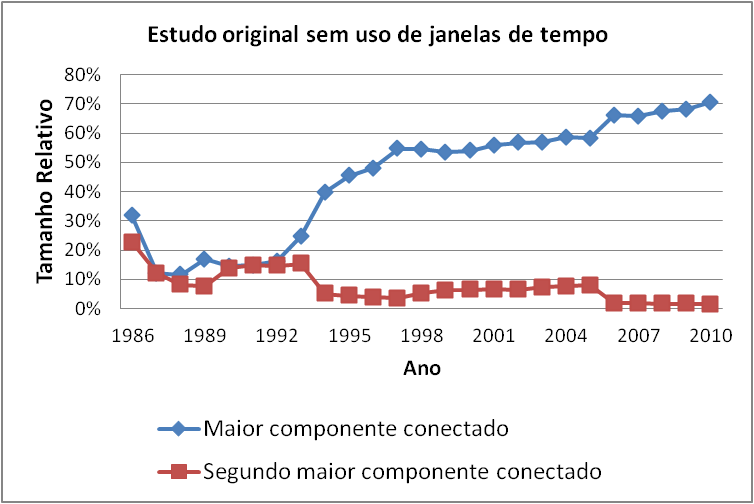 Estudo original sem uso de janelas de tempo
80%
70%
60%
50%
40%
30%
20%
10%
0%
Tamanho Relativo
1986 1989 1992 1995 1998 2001 2004 2007 2010
Ano
Maior componente conectado
Segundo maior componente conectado